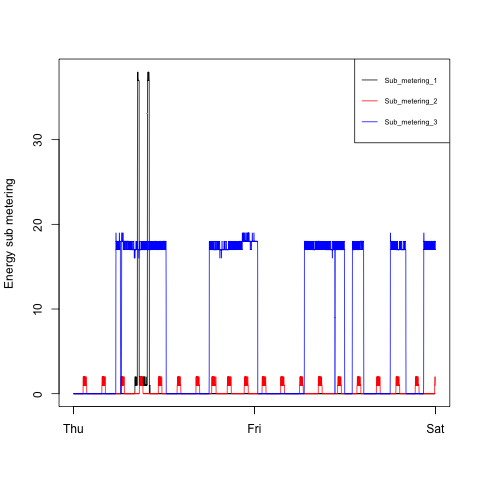 Energy sub metering
30
20
10
0
Thu
Fri
Sat
Sub_metering_1
Sub_metering_2
Sub_metering_3